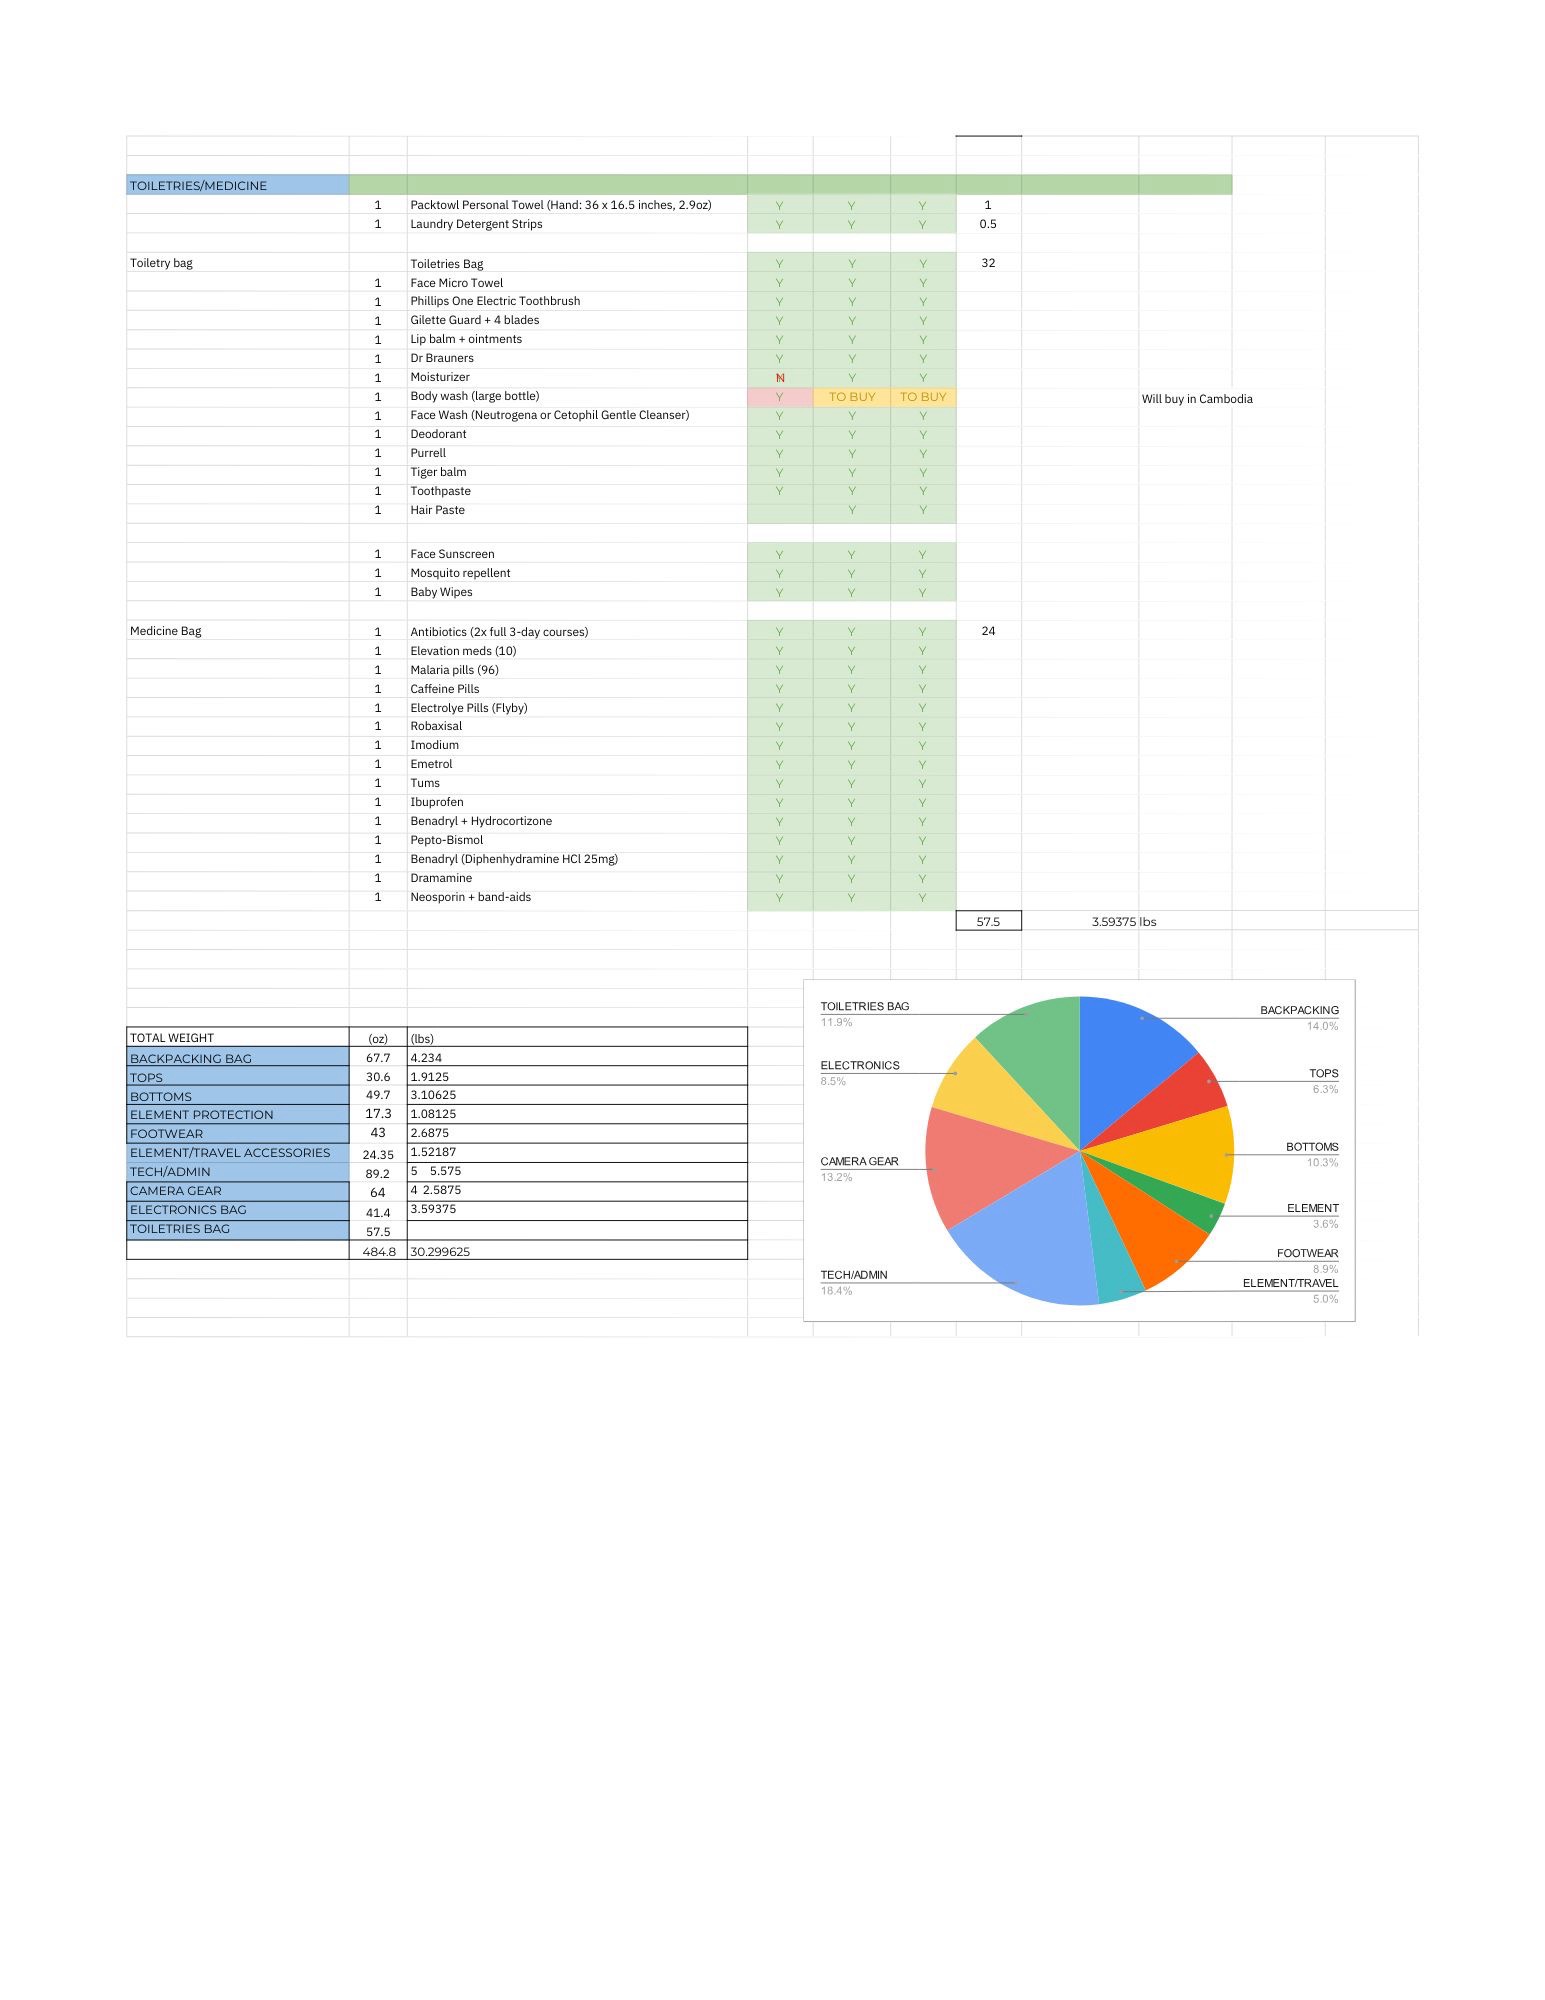 TOILETRIES/MEDICINE
1 Packtowl Personal Towel (Hand: 36 x 16.5 inches, 2.9oz) Y Y Y 1
1 Laundry Detergent Strips Y Y Y 0.5
Toiletry bag Toiletries Bag Y Y Y 32
1 Face Micro Towel Y Y Y
1 Phillips One Electric Toothbrush Y Y Y
1 Gilette Guard + 4 blades Y Y Y
1 Lip balm + ointments Y Y Y
1 Dr Brauners Y Y Y
1 Moisturizer N Y Y
1 Body wash (large bottle) Y TO BUY TO BUY Will buy in Cambodia
1 Face Wash (Neutrogena or Cetophil Gentle Cleanser) Y Y Y
1 Deodorant Y Y Y
1 Purrell Y Y Y
1 Tiger balm Y Y Y
1 Toothpaste Y Y Y
1 Hair Paste Y Y
1 Face Sunscreen Y Y Y
1 Mosquito repellent Y Y Y
1 Baby Wipes Y Y Y
Medicine Bag 1 Antibiotics (2x full 3-day courses) Y Y Y 24
1 Elevation meds (10) Y Y Y
1 Malaria pills (96) Y Y Y
1 Caffeine Pills Y Y Y
1 Electrolye Pills (Flyby) Y Y Y
1 Robaxisal Y Y Y
1 Imodium Y Y Y
1 Emetrol Y Y Y
1 Tums Y Y Y
1 Ibuprofen Y Y Y
1 Benadryl + Hydrocortizone Y Y Y
1 Pepto-Bismol Y Y Y
1 Benadryl (Diphenhydramine HCl 25mg) Y Y Y
1 Dramamine Y Y Y
1 Neosporin + band-aids Y Y Y
57.5 3.59375 lbs
TOTAL WEIGHT (oz) (lbs)
BACKPACKING BAG 67.7 4.234
TOPS 30.6 1.9125
BOTTOMS 49.7 3.10625
ELEMENT PROTECTION 17.3 1.08125
FOOTWEAR 43 2.6875
ELEMENT/TRAVEL ACCESSORIES 24.35 1.52187
TECH/ADMIN 89.2 5 5.575
CAMERA GEAR 64 4 2.5875
ELECTRONICS BAG 41.4 3.59375
TOILETRIES BAG 57.5
484.8 30.299625
TOILETRIES BAG
11.9%
ELECTRONICS
8.5%
CAMERA GEAR
13.2%
TECH/ADMIN
18.4%
BACKPACKING
14.0%
TOPS
6.3%
BOTTOMS
10.3%
ELEMENT
3.6%
FOOTWEAR
8.9%
ELEMENT/TRAVEL
5.0%